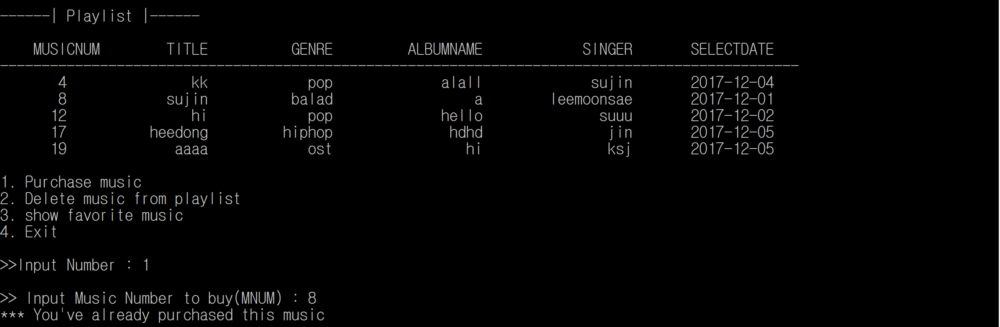 ------| Playlist |------
MUSICNUM TITLE GENRE ALBUMNAME SINGER SELECTDATE
------------------------------------------------------------------------------------------------
4 kk pop alall sujin 2017-12-04
8 sujin balad a leemoonsae 2017-12-01
12 hi pop hello suuu 2017-12-02
17 heedong hiphop hdhd jin 2017-12-05
19 aaaa ost hi ksj 2017-12-05
1. Purchase music
2. Delete music from playlist
3. show favorite music
4. Exit
>>Input Number : 1
>> Input Music Number to buy(MNUM) : 8
*** You've already purchased this music